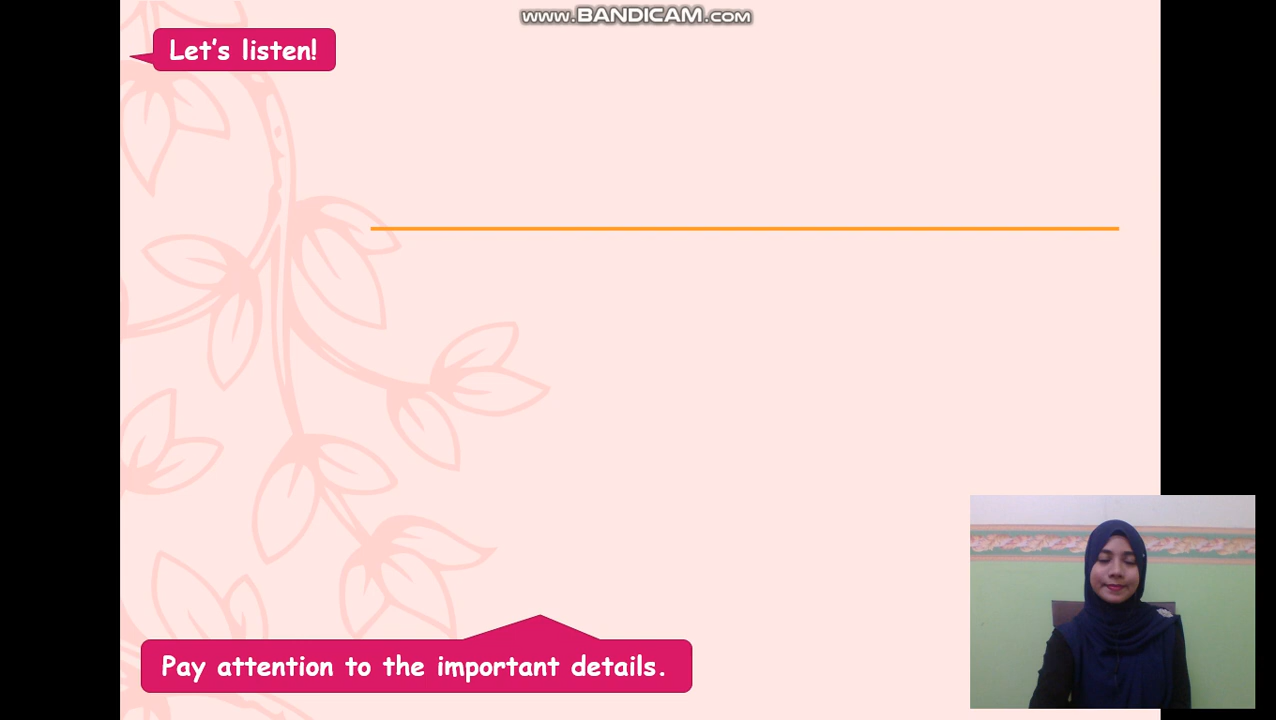 www.BANDICAM.com
Let's listen!
Pay attention to the important details.